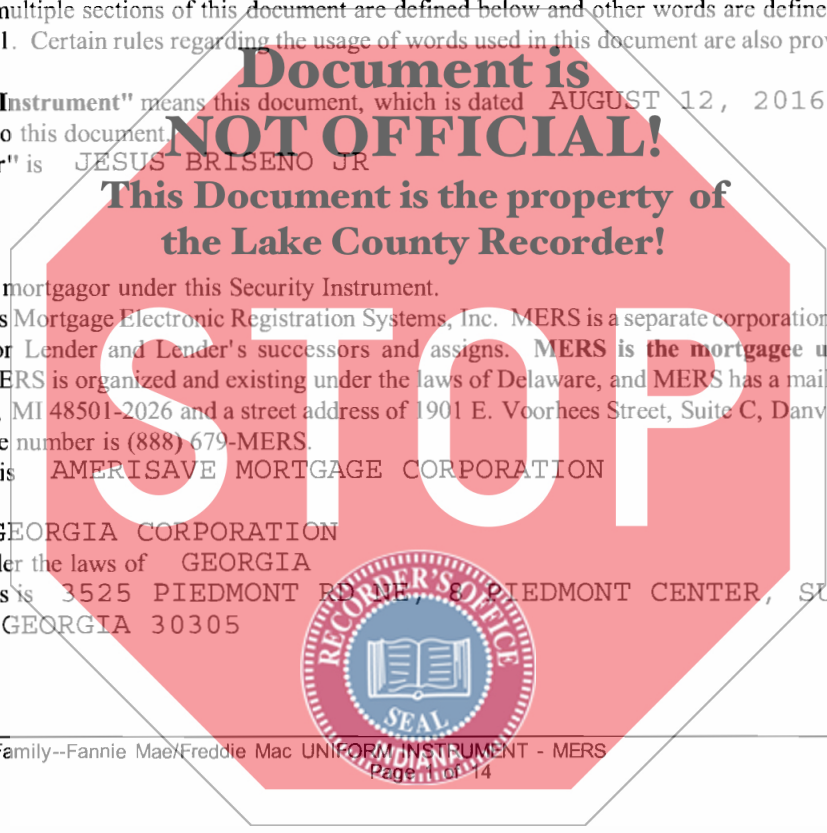 multiple sections of this document are defined below and other words are define
l. Certain rules regarding the usage of words used in this document are also prov
Document is
Instrument" means this document, which is dated AUGUST 12, 2016
o this document.
NOT OFFICIAL!
r" is JESUS BRISENO JR
This Document is the property of
the Lake County Recorder!
mortgagor under this Security Instrument.
s Mortgage Electronic Registration Systems, Inc. MERS is a separate corporation
or Lender and Lender's successors and assigns. MERS is the mortgagee u
ERS is organized and existing under the laws of Delaware, and MERS has a mail
, MI 48501-2026 and a street address of 1901 E. Voorhees Street, Suite C, Danv
e number is (888) 679-MERS.
STOP
is AMERISAVE MORTGAGE CORPORATION
GEORGIA CORPORATION
der the laws of GEORGIA
s is 3525 PIEDMONT RD NE, 8 PIEDMONT CENTER, SU
GEORGIA 30305
RECORDER'S OFFICE
SEAL
INDIANA
Family--Fannie Mae/Freddie Mac UNIFORM INSTRUMENT - MERS
Page 1 of 14